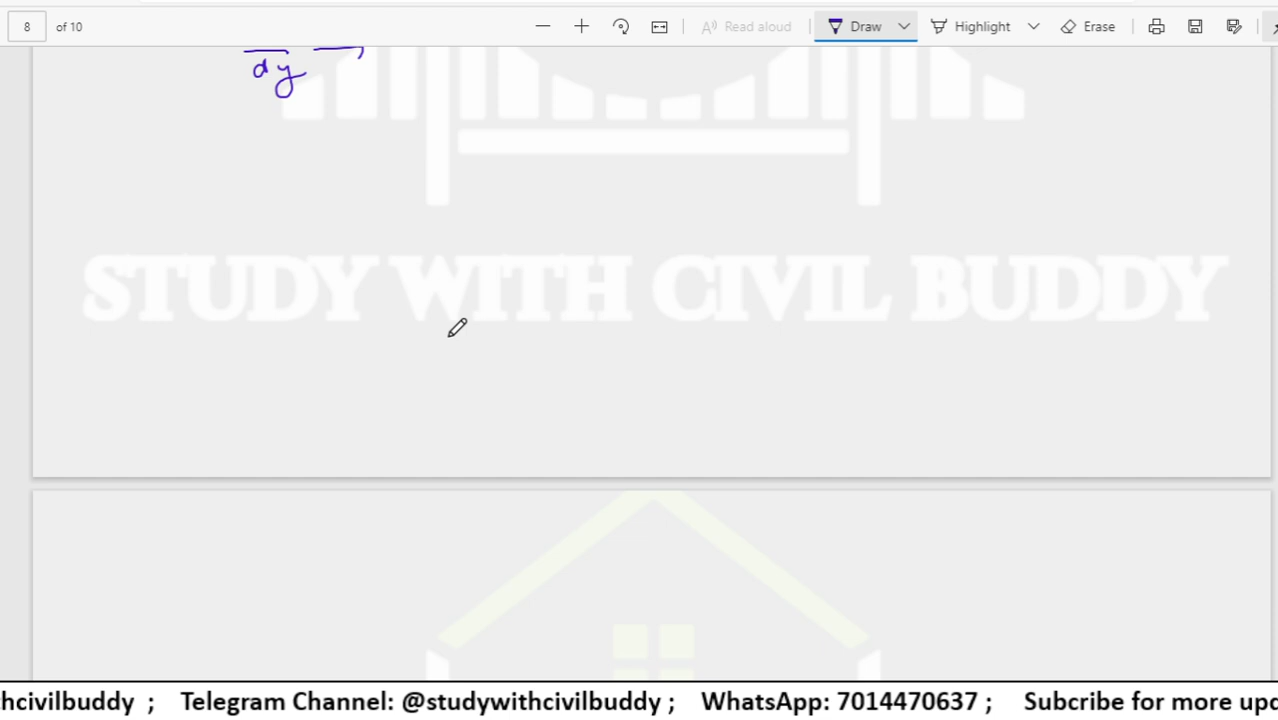 8 of 10 Read aloud Draw Highlight Erase
dy
STUDY WITH CIVIL BUDDY
hcivilbuddy ; Telegram Channel: @studywithcivilbuddy ; WhatsApp: 7014470637 ; Subcribe for more upd